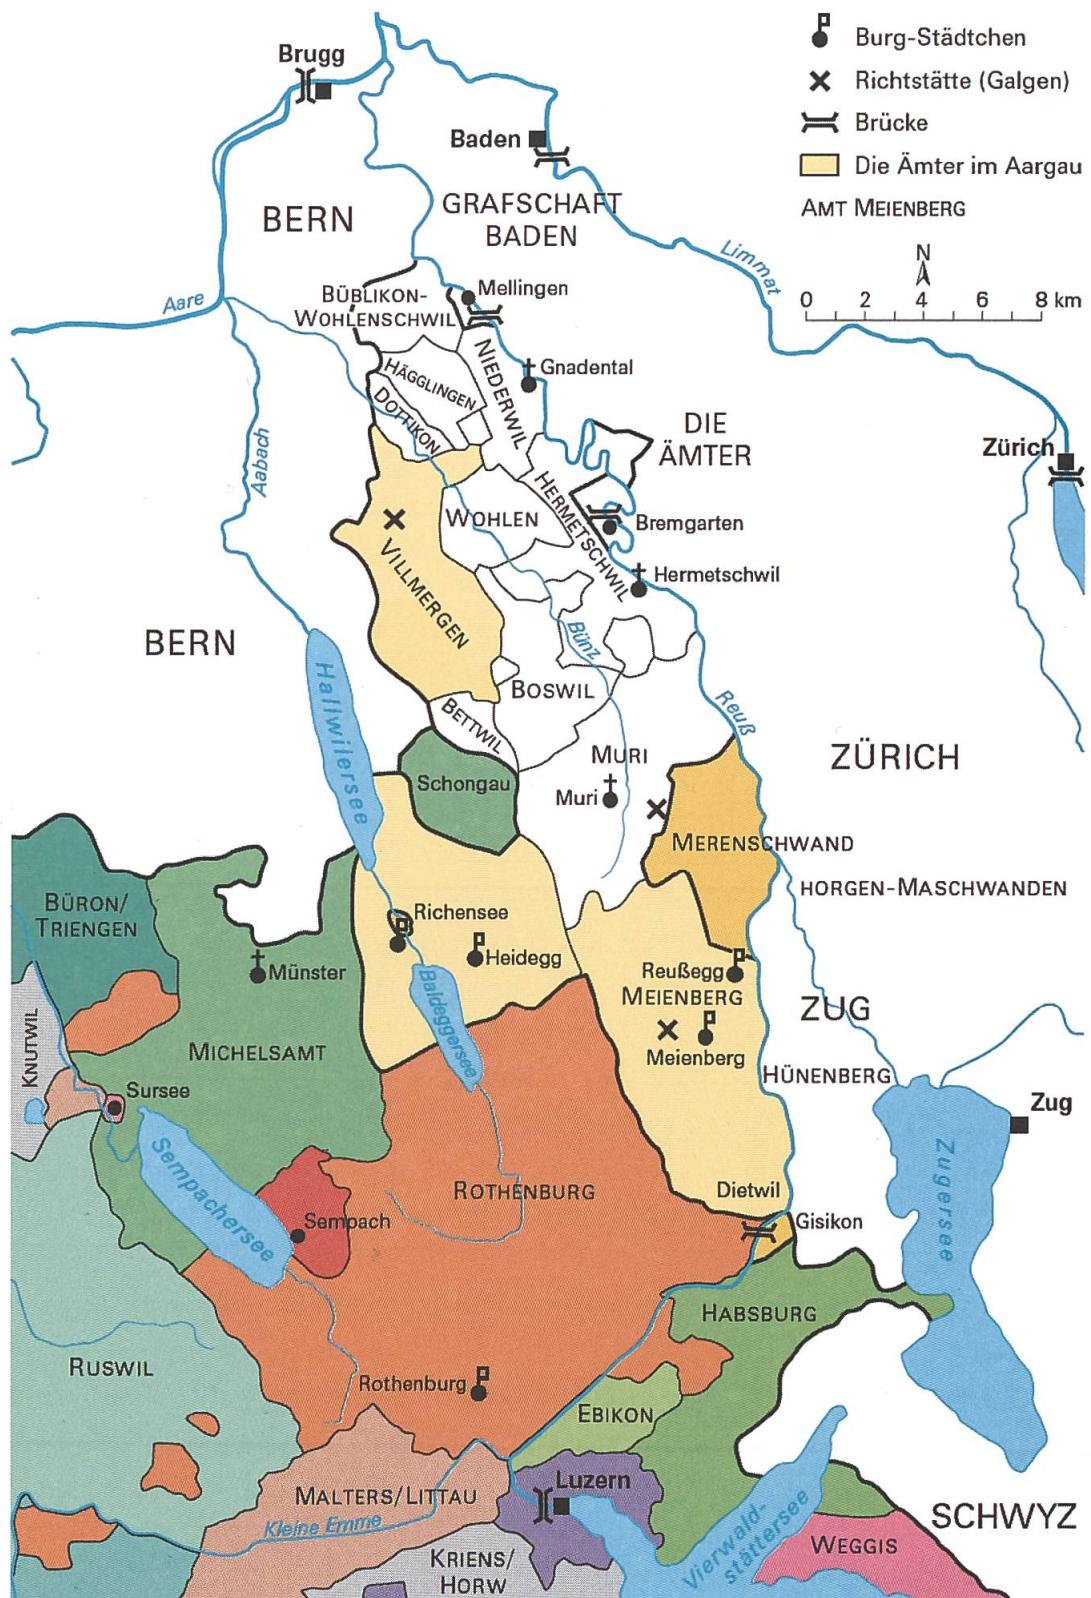 Burg-Städtchen
Richtstätte (Galgen)
Brücke
Die Ämter im Aargau
AMT MEIENBERG
N
0 2 4 6 8 km
Brugg
Baden
BERN
GRAFSCHAFT
BADEN
Limmat
Aare
BÜBLIKON-
WOHLENSCHWIL
Mellingen
HÄGGLINGEN
NIEDERWIL
Gnadental
DOTTIKON
DIE
ÄMTER
Zürich
Aabach
WOHLEN
HERMETSCHWIL
Bremgarten
VILLMERGEN
Hermetschwil
BERN
Bünz
Hallwilersee
BOSWIL
BETTWIL
Reuß
ZÜRICH
MURI
Schongau
Muri
MERENSCHWAND
HORGEN-MASCHWANDEN
BÜRON/
TRIENGEN
Richensee
Heidegg
Münster
Reußegg
MEIENBERG
Baldeggersee
ZUG
KNUTWIL
MICHELSAMT
Meienberg
HÜNENBERG
Sursee
Zug
Sempachersee
ROTHENBURG
Dietwil
Zugersee
Sempach
Gisikon
HABSBURG
RUSWIL
Rothenburg
EBIKON
MALTERS/LITTAU
Luzern
Kleine Emme
Vierwald-
stättersee
SCHWYZ
WEGGIS
KRIENS/
HORW